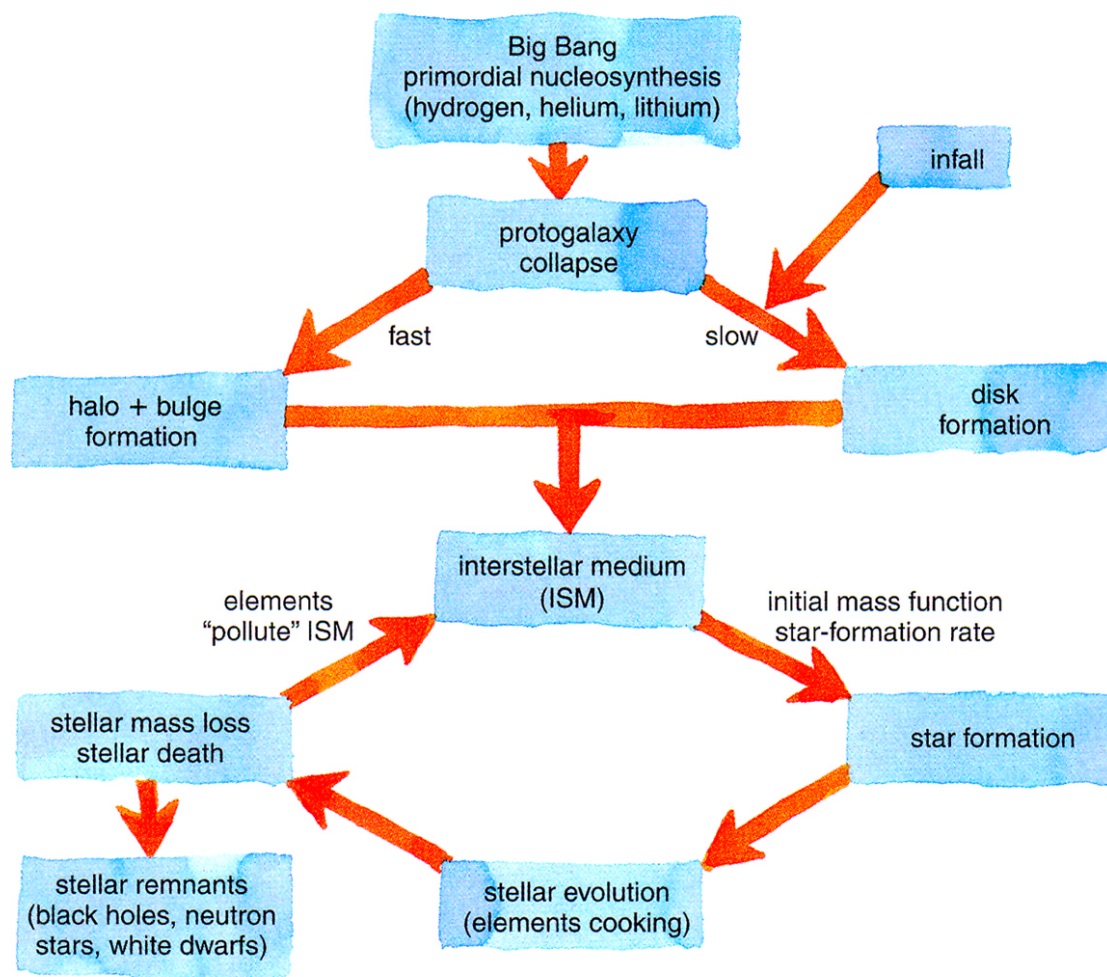 Big Bang
primordial nucleosynthesis
(hydrogen, helium, lithium)
infall
protogalaxy
collapse
fast
slow
halo + bulge
formation
disk
formation
interstellar medium
(ISM)
elements
“pollute” ISM
initial mass function
star-formation rate
stellar mass loss
stellar death
star formation
stellar remnants
(black holes, neutron
stars, white dwarfs)
stellar evolution
(elements cooking)